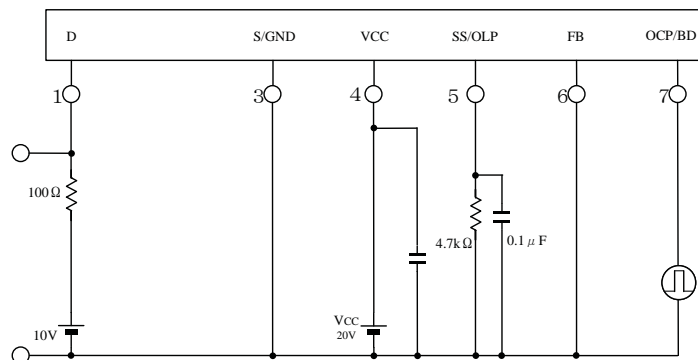 D S/GND VCC SS/OLP FB OCP/BD
1 3 4 5 6 7
100Ω
4.7kΩ 0.1μF
10V
VCC
20V